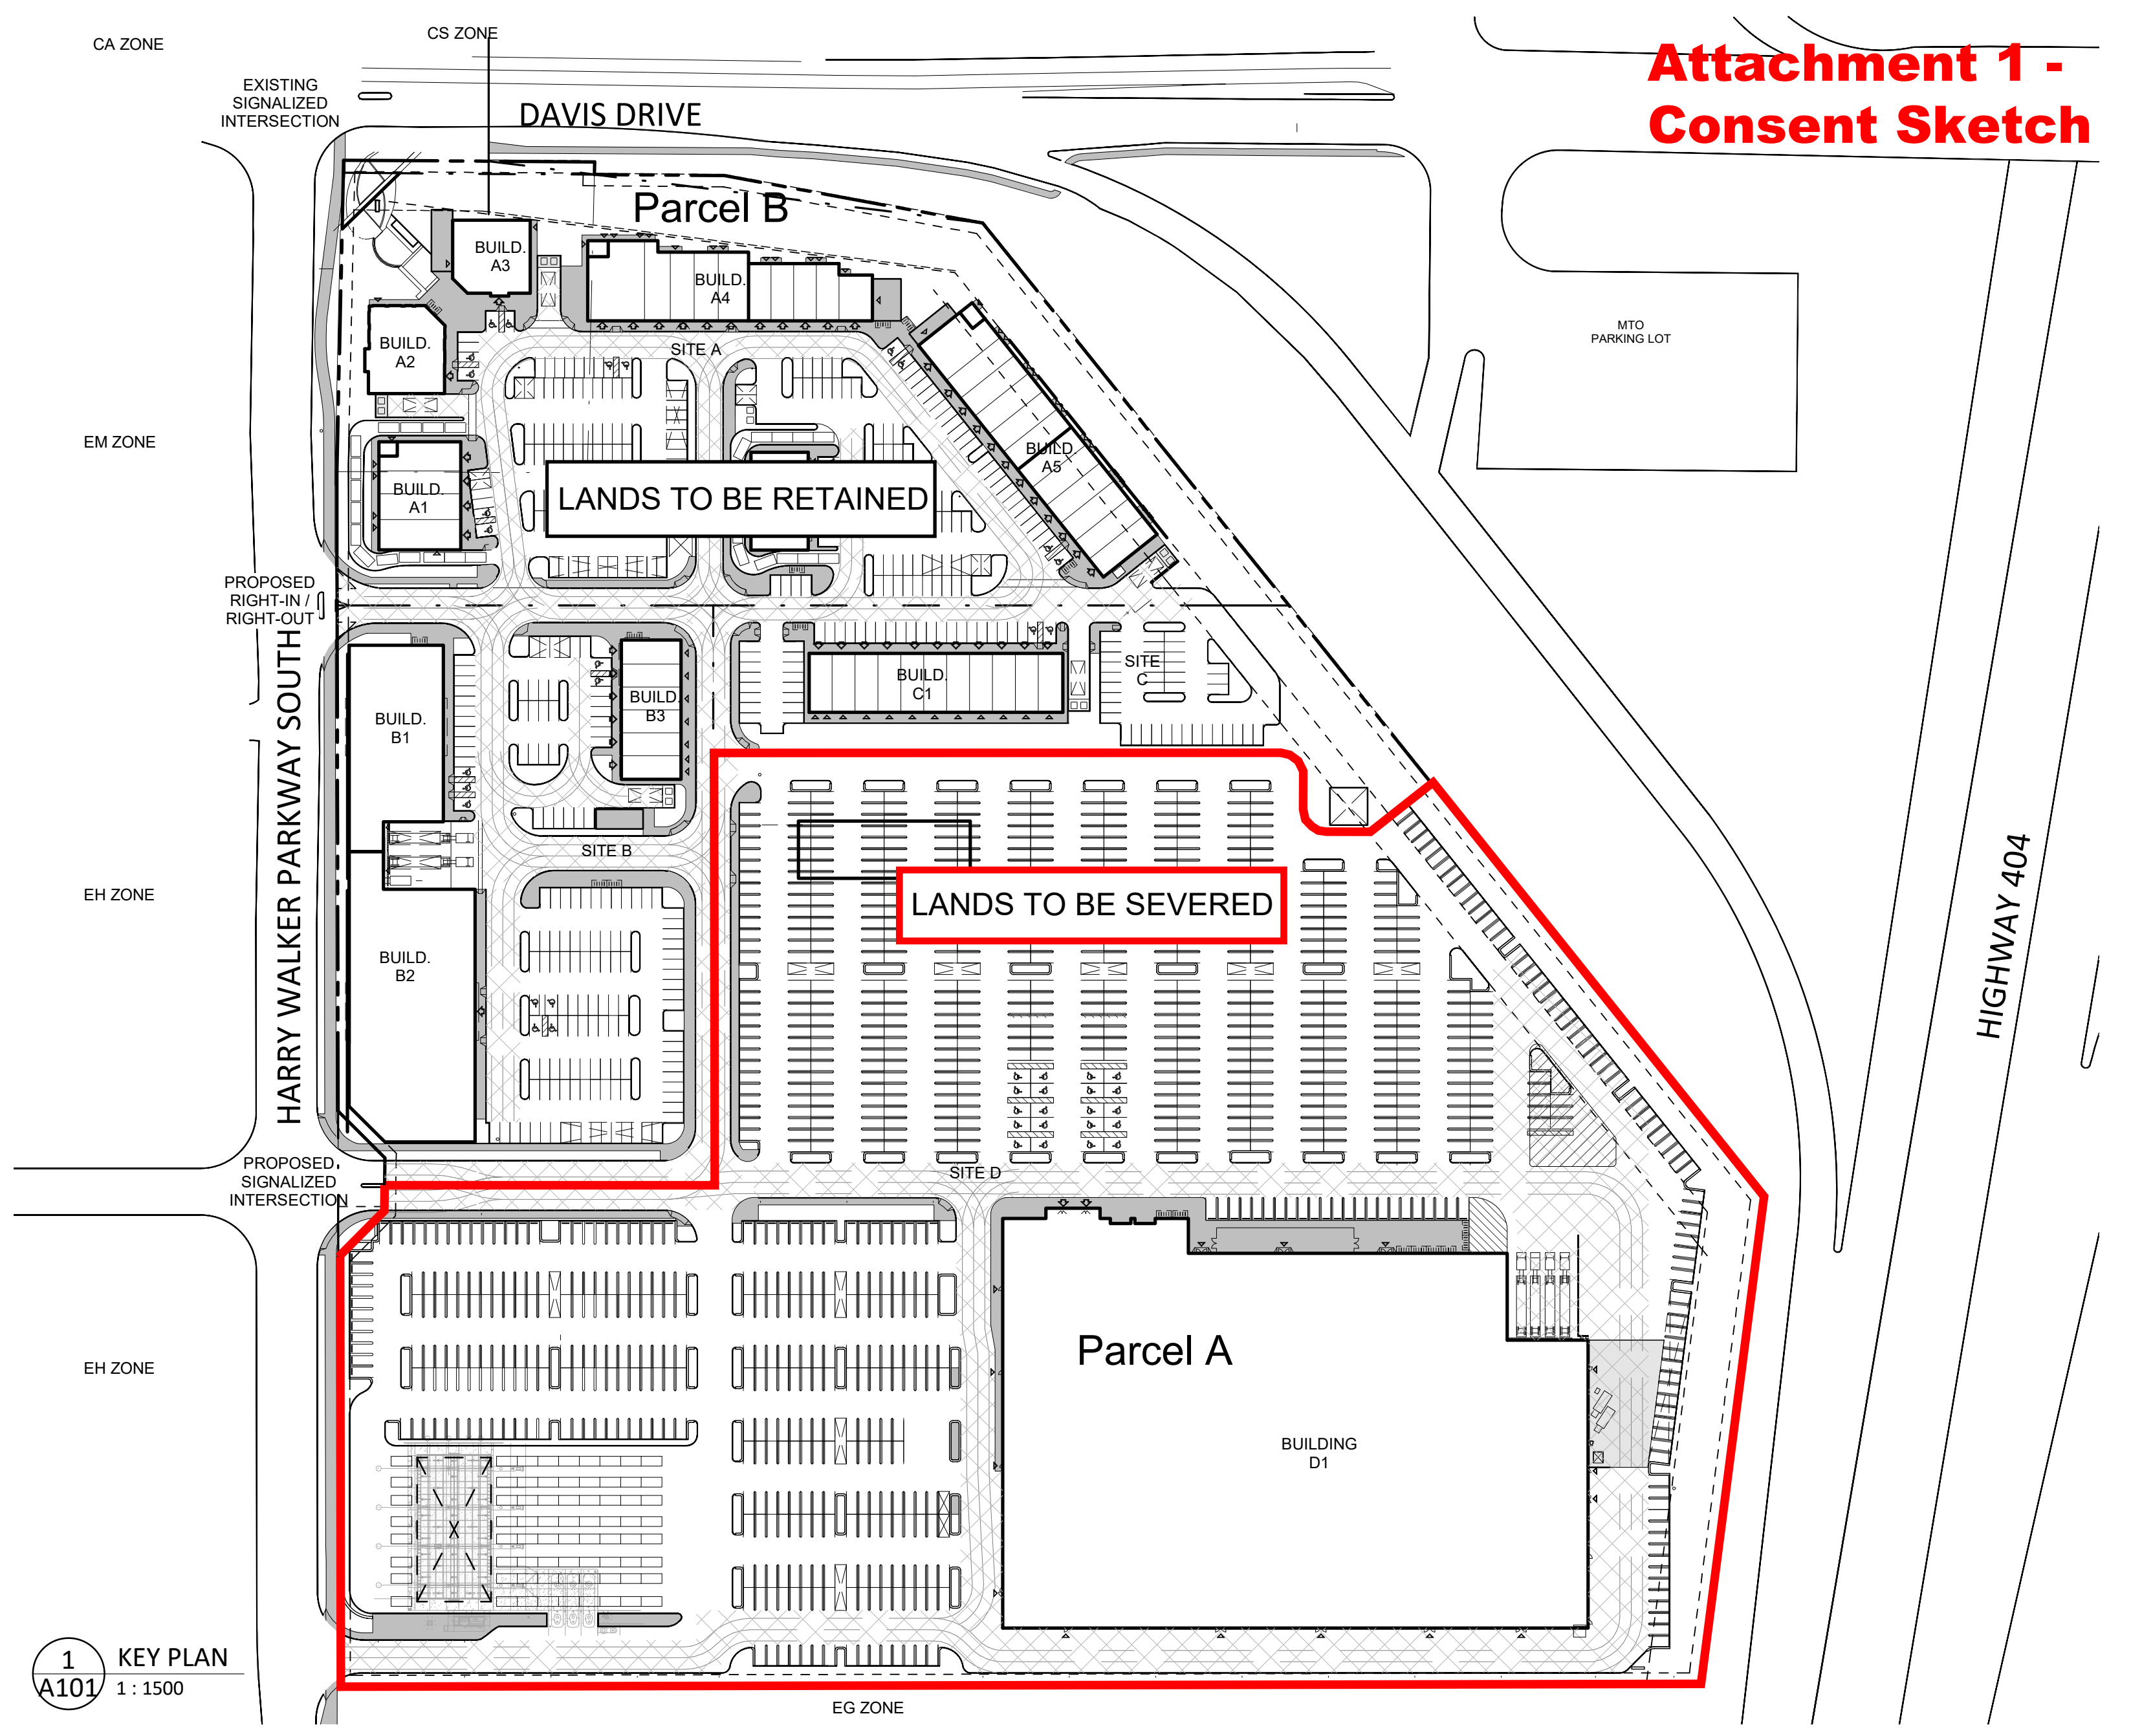 CA ZONE
CS ZONE
Attachment 1 -
Consent Sketch
EXISTING
SIGNALIZED
INTERSECTION
DAVIS DRIVE
Parcel B
BUILD.
A3
BUILD.
A4
BUILD.
A2
SITE A
MTO
PARKING LOT
EM ZONE
BUILD.
A5
BUILD.
A1
LANDS TO BE RETAINED
PROPOSED
RIGHT-IN /
RIGHT-OUT
HARRY WALKER PARKWAY SOUTH
BUILD.
B1
BUILD.
B3
BUILD.
C1
SITE
C
SITE B
EH ZONE
LANDS TO BE SEVERED
HIGHWAY 404
BUILD.
B2
PROPOSED
SIGNALIZED
INTERSECTION
SITE D
Parcel A
EH ZONE
BUILDING
D1
1
A101
KEY PLAN
1 : 1500
EG ZONE